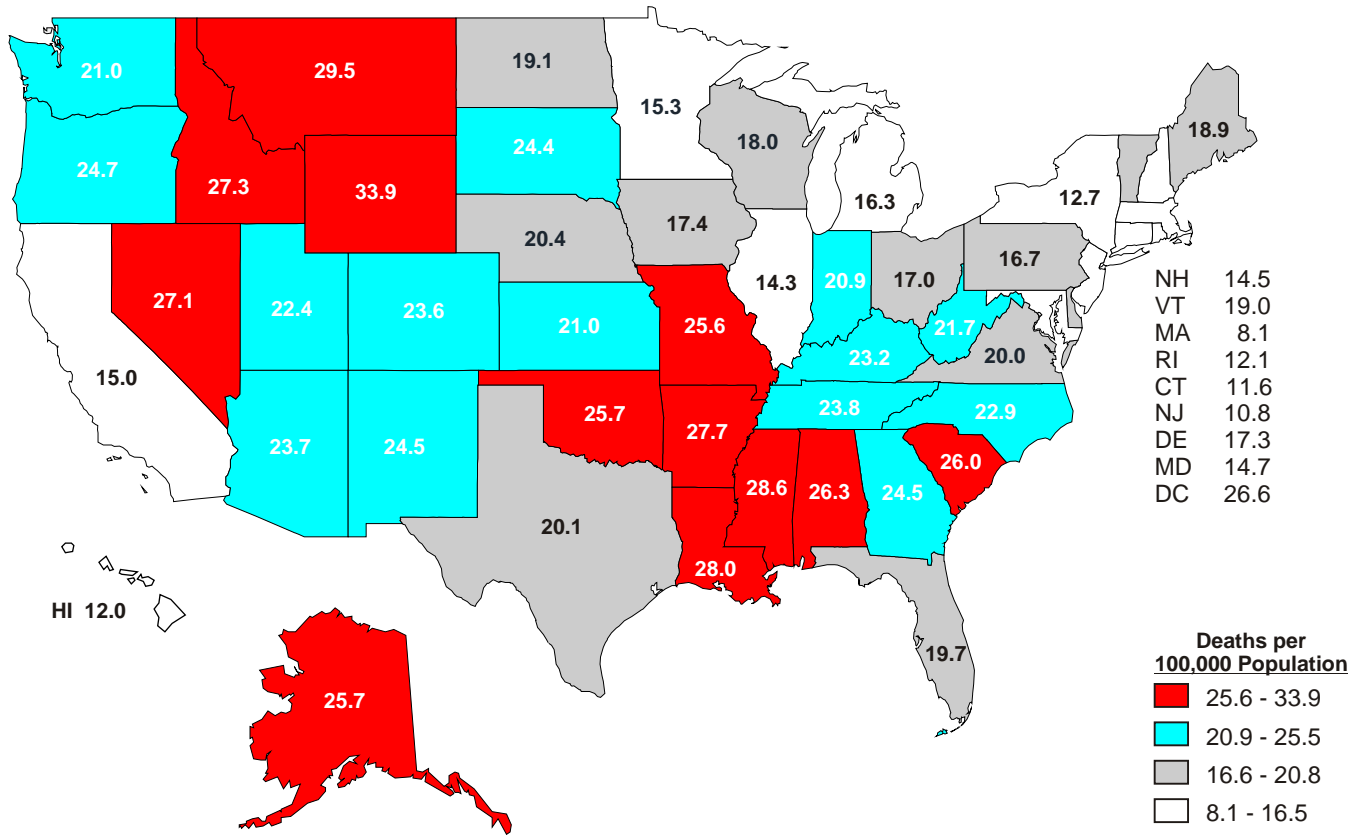 21.0
29.5
19.1
15.3
18.0
18.9
24.7
27.3
33.9
24.4
16.3
12.7
20.4
17.4
16.7
27.1
22.4
23.6
21.0
25.6
14.3
20.9
17.0
21.7
23.2
20.0
15.0
23.7
24.5
25.7
27.7
23.8
22.9
20.1
28.0
28.6
26.3
24.5
26.0
19.7
HI 12.0
25.7
NH 14.5
VT 19.0
MA 8.1
RI 12.1
CT 11.6
NJ 10.8
DE 17.3
MD 14.7
DC 26.6
Deaths per
100,000 Population
25.6 - 33.9
20.9 - 25.5
16.6 - 20.8
8.1 - 16.5